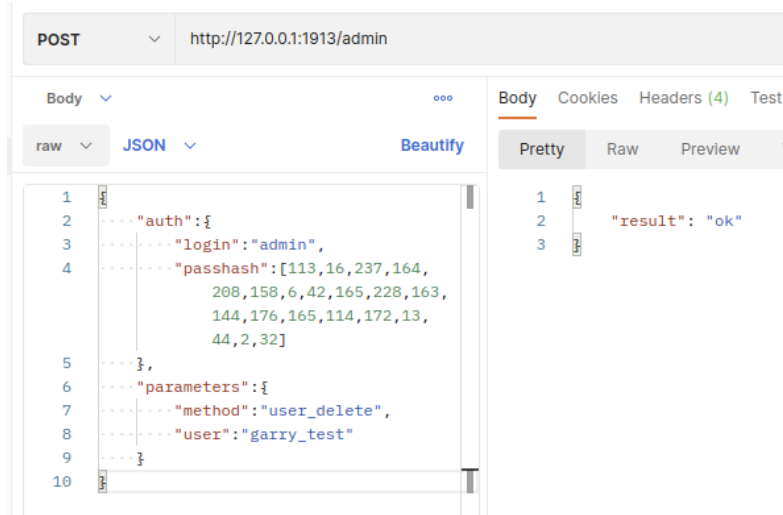 POST http://127.0.0.1:1913/admin
Body
raw JSON Beautify
1 {
2 "auth":{
3 "login":"admin",
4 "passhash":[113,16,237,164,
208,158,6,42,165,228,163,
144,176,165,114,172,13,
44,2,32]
5 },
6 "parameters":{
7 "method":"user_delete",
8 "user":"garry_test"
9 }
10 }
Body Cookies Headers (4) Test
Pretty Raw Preview
1 {
2 "result": "ok"
3 }